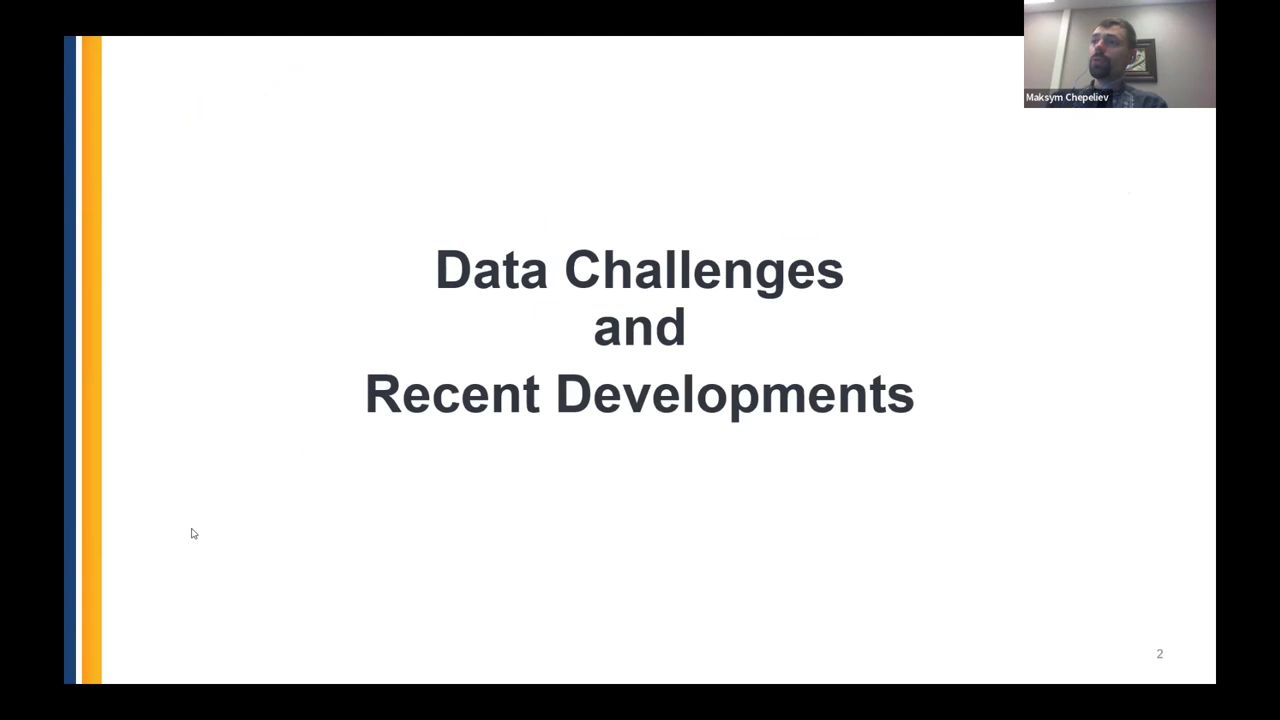 Maksym Chepeliev
Data Challenges
and
Recent Developments
2